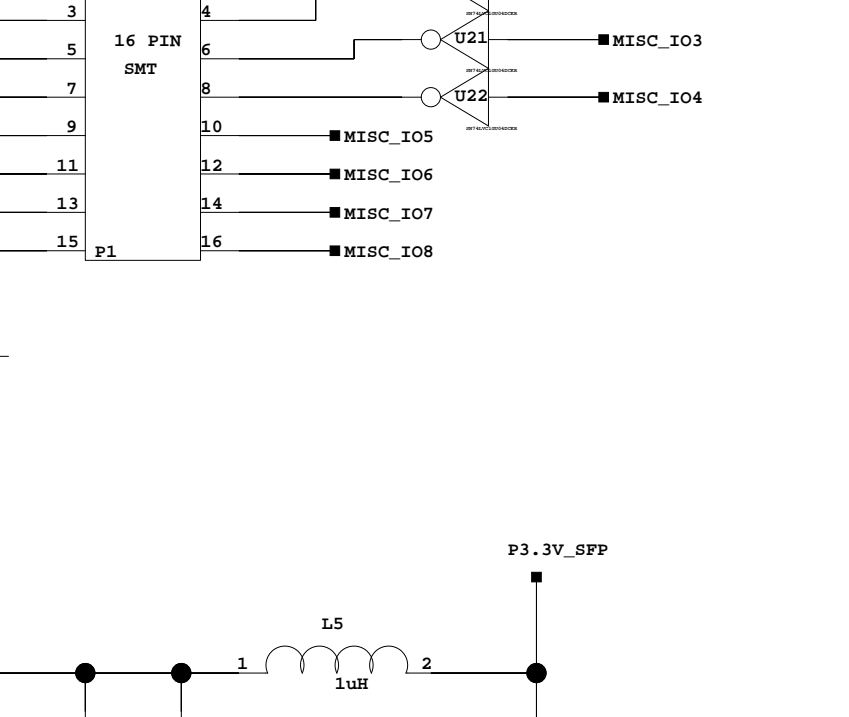 3
4
16 PIN
SMT
5
6
7
8
9
10
11
12
13
14
15
16
P1
U21
MISC_IO3
U22
MISC_IO4
MISC_IO5
MISC_IO6
MISC_IO7
MISC_IO8
P3.3V_SFP
L5
1
2
1uH